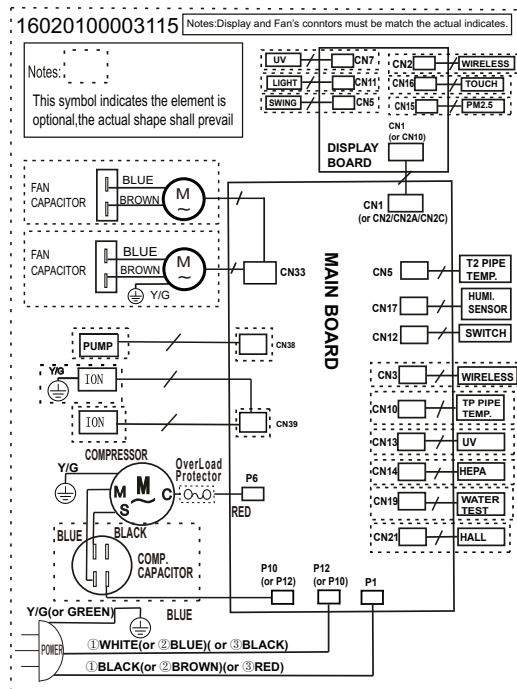 16020100003115
Notes:Display and Fan's conntors must be match the actual indicates.
Notes:
This symbol indicates the element is
optional,the actual shape shall prevail
UV
CN7
LIGHT
CN11
SWING
CN5
CN2
WIRELESS
CN16
TOUCH
CN15
PM2.5
CN1
(or CN10)
DISPLAY
BOARD
CN1
(or CN2/CN2A/CN2C)
FAN
CAPACITOR
BLUE
BROWN
M
FAN
CAPACITOR
BLUE
BROWN
M
Y/G
CN33
MAIN BOARD
CN5
T2 PIPE
TEMP.
CN17
HUMI.
SENSOR
CN12
SWITCH
PUMP
CN38
Y/G
ION
ION
CN39
CN3
WIRELESS
CN10
TP PIPE
TEMP.
CN13
UV
CN14
HEPA
CN19
WATER
TEST
CN21
HALL
COMPRESSOR
Y/G
M
M
C
S
OverLoad
Protector
P6
RED
BLUE
BLACK
COMP.
CAPACITOR
P10
(or P12)
P12
(or P10)
P1
BLUE
Y/G(or GREEN)
POWER
①WHITE(or ②BLUE)( or ③BLACK)
①BLACK(or ②BROWN)(or ③RED)